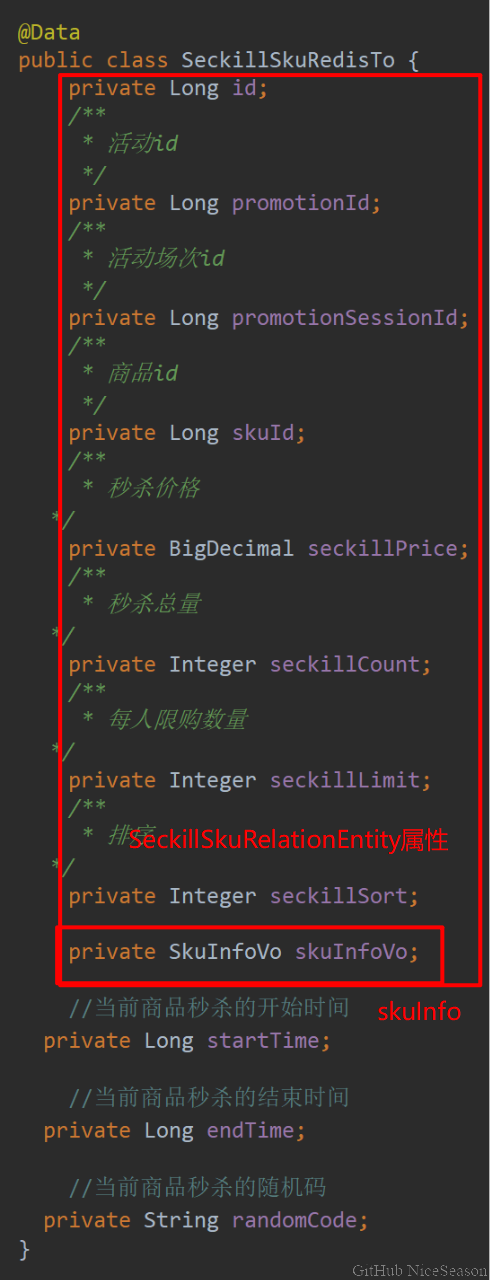 @Data
public class SeckillSkuRedisTo {
private Long id;
/**
* 活动id
*/
private Long promotionId;
/**
* 活动场次id
*/
private Long promotionSessionId;
/**
* 商品id
*/
private Long skuId;
/**
* 秒杀价格
*/
private BigDecimal seckillPrice;
/**
* 秒杀总量
*/
private Integer seckillCount;
/**
* 每人限购数量
*/
private Integer seckillLimit;
/**
* 排序
SeckillSkuRelationEntity属性
*/
private Integer seckillSort;
private SkuInfoVo skuInfoVo;
//当前商品秒杀的开始时间
skuInfo
private Long startTime;
//当前商品秒杀的结束时间
private Long endTime;
//当前商品秒杀的随机码
private String randomCode;
}
GitHub NiceSeason